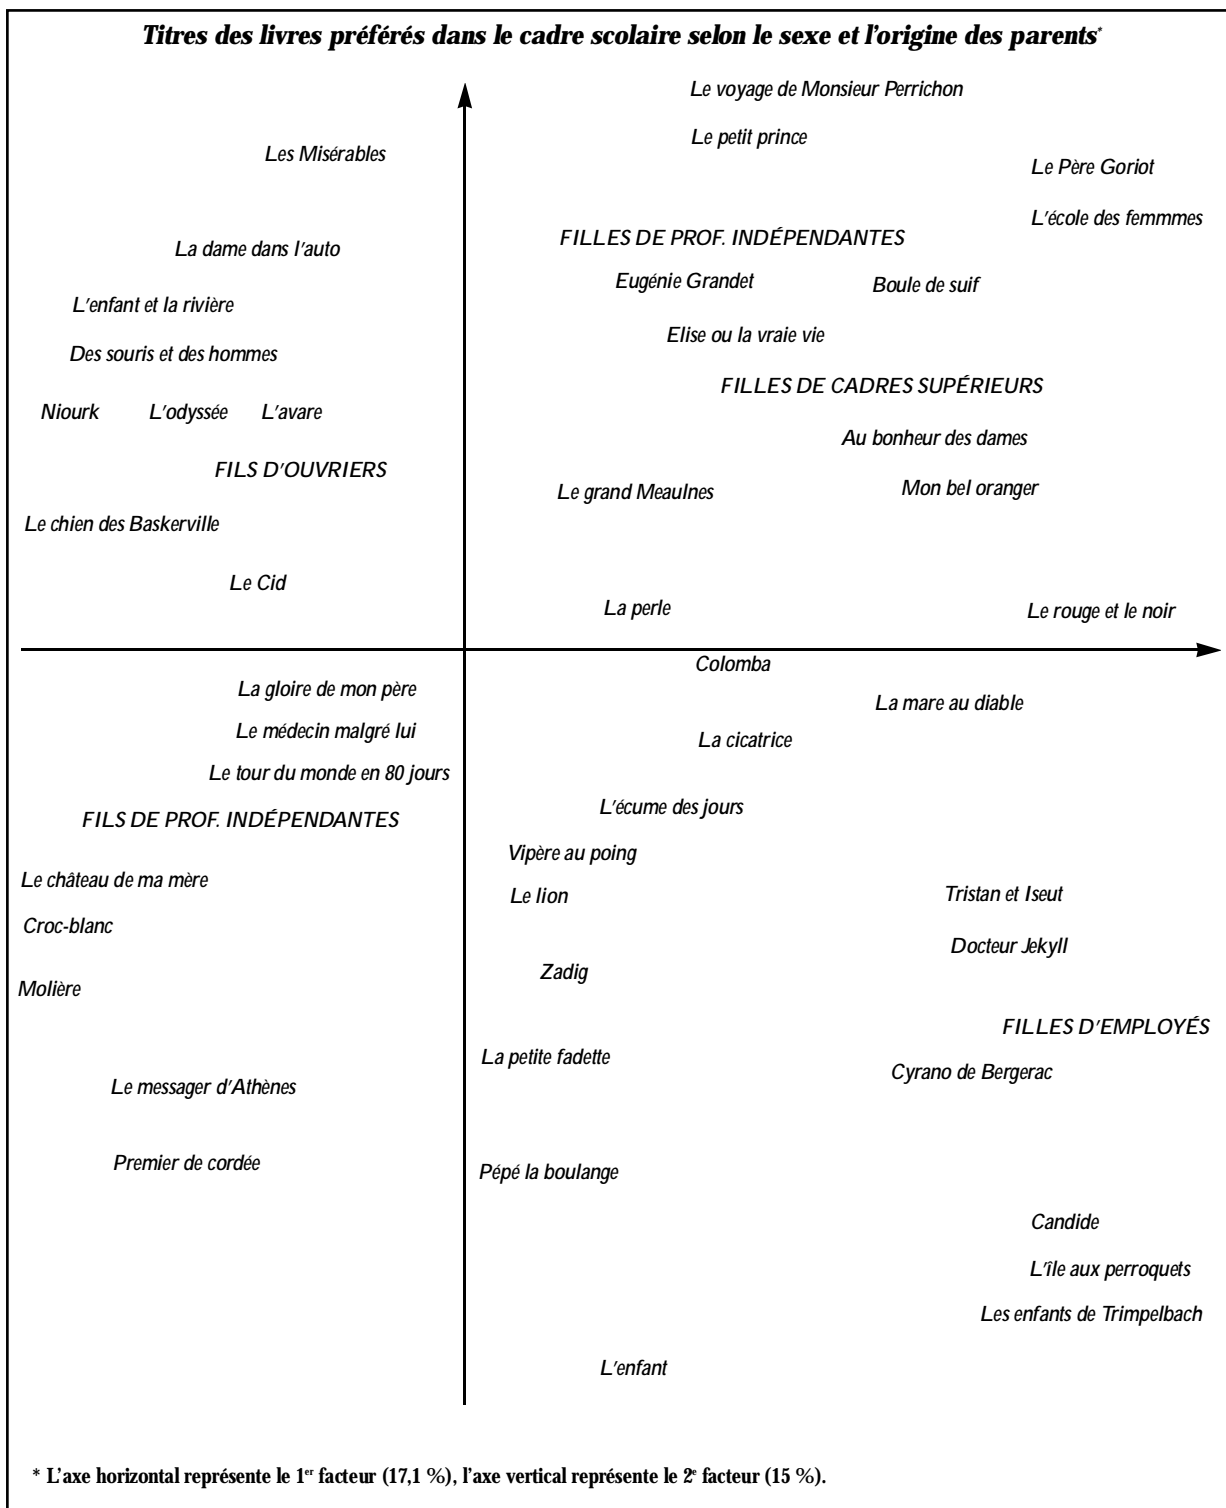 Titres des livres préférés dans le cadre scolaire selon le sexe et l'origine des parents*
Le voyage de Monsieur Perrichon
Le petit prince
Les Misérables
Le Père Goriot
L'école des femmmes
FILLES DE PROF. INDÉPENDANTES
La dame dans l'auto
Eugénie Grandet
Boule de suif
L'enfant et la rivière
Elise ou la vraie vie
Des souris et des hommes
FILLES DE CADRES SUPÉRIEURS
Niourk L'odyssée L'avare
Au bonheur des dames
FILS D'OUVRIERS
Le grand Meaulnes
Mon bel oranger
Le chien des Baskerville
Le Cid
La perle
Le rouge et le noir
Colomba
La gloire de mon père
La mare au diable
Le médecin malgré lui
La cicatrice
Le tour du monde en 80 jours
L'écume des jours
FILS DE PROF. INDÉPENDANTES
Vipère au poing
Le château de ma mère
Le lion
Tristan et Iseut
Croc-blanc
Docteur Jekyll
Zadig
Molière
FILLES D'EMPLOYÉS
La petite fadette
Cyrano de Bergerac
Le messager d'Athènes
Premier de cordée
Pépé la boulange
Candide
L'île aux perroquets
Les enfants de Trimpelbach
L'enfant
* L'axe horizontal représente le 1er facteur (17,1 %), l'axe vertical représente le 2e facteur (15 %).